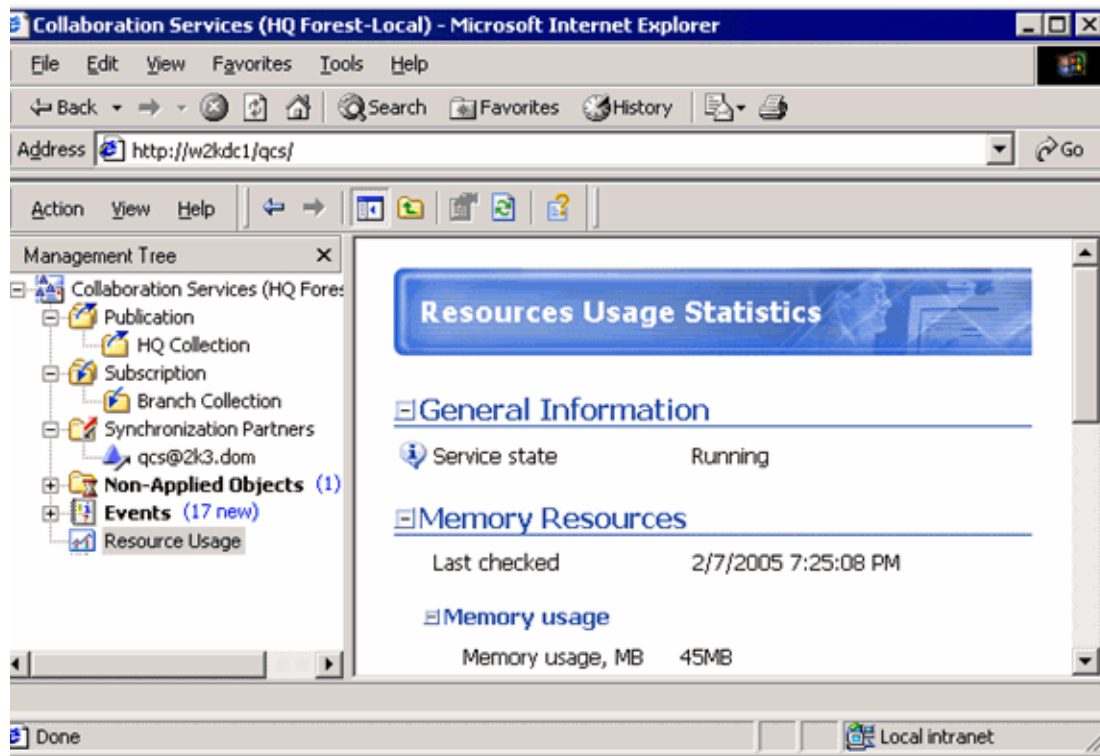 Collaboration Services (HQ Forest-Local) - Microsoft Internet Explorer
File Edit View Favorites Tools Help
Back Search Favorites History
Address http://w2kdc1/qcs/ Go
Action View Help
Management Tree
Collaboration Services (HQ Fores
Publication
HQ Collection
Subscription
Branch Collection
Synchronization Partners
qcs@2k3.dom
Non-Applied Objects (1)
Events (17 new)
Resource Usage
Resources Usage Statistics
General Information
Service state Running
Memory Resources
Last checked 2/7/2005 7:25:08 PM
Memory usage
Memory usage, MB 45MB
Done Local intranet